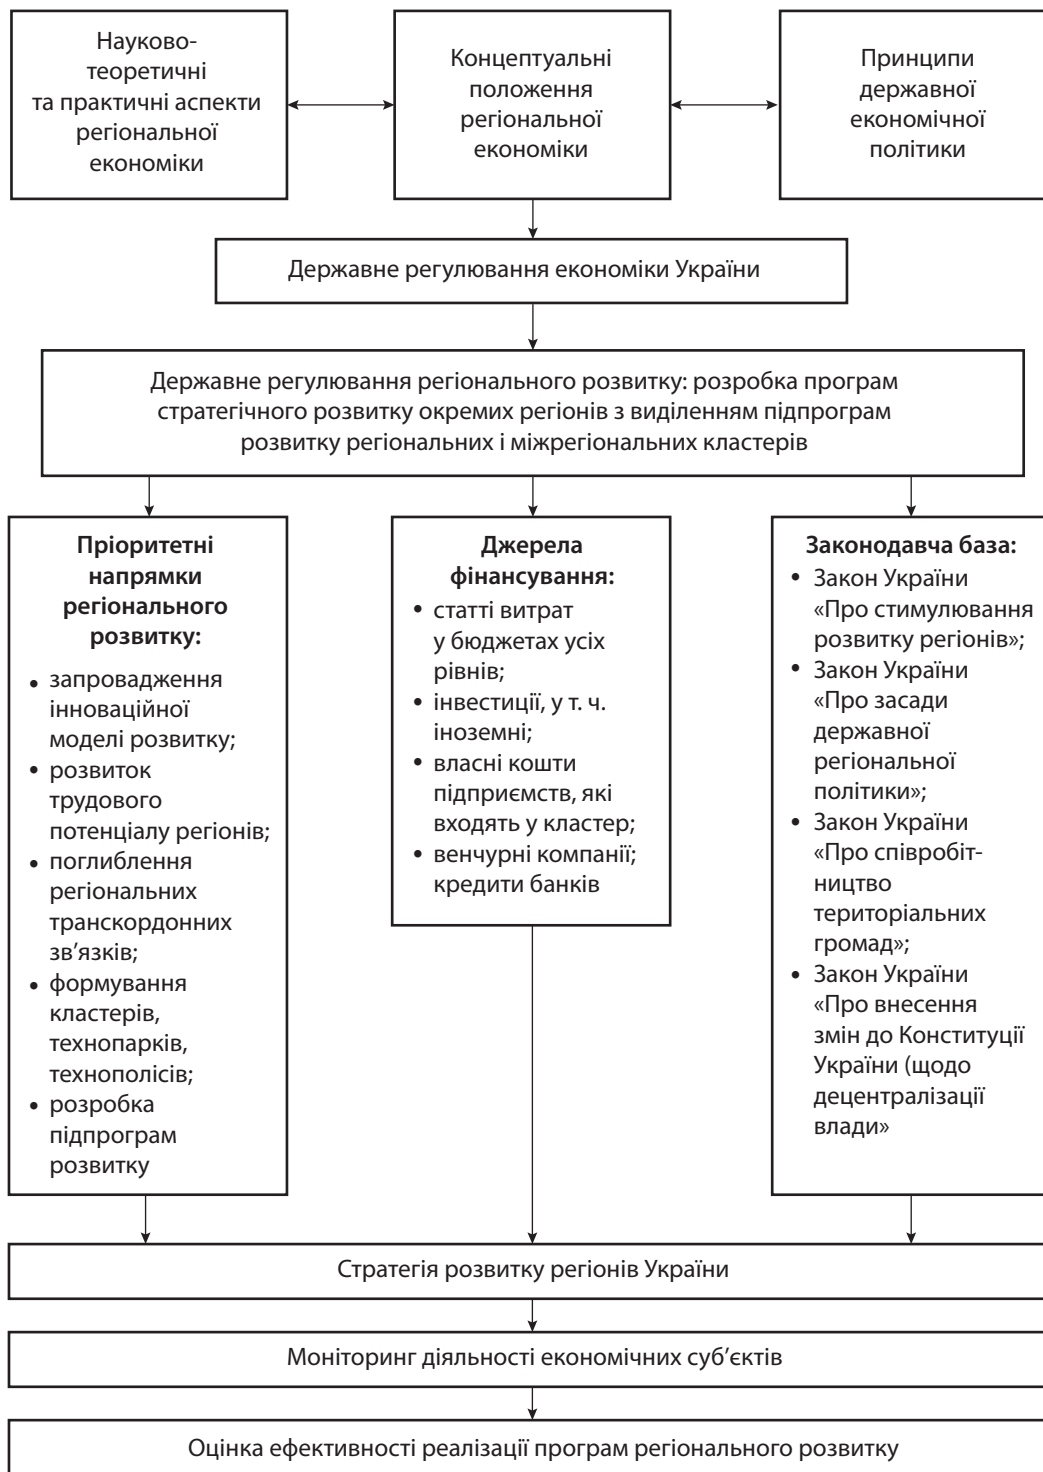 Науково-
теоретичні
та практичні аспекти
регіональної
економіки
Концептуальні
положення
регіональної
економіки
Принципи
державної
економічної
політики
Державне регулювання економіки України
Державне регулювання регіонального розвитку: розробка програм
стратегічного розвитку окремих регіонів з виділенням підпрограм
розвитку регіональних і міжрегіональних кластерів
Пріоритетні
напрямки
регіонального
розвитку:
• запровадження
інноваційної
моделі розвитку;
• розвиток
трудового
потенціалу регіонів;
• поглиблення
регіональних
транскордонних
зв'язків;
• формування
кластерів,
технопарків,
технополісів;
• розробка
підпрограм
розвитку
Джерела
фінансування:
• статті витрат
у бюджетах усіх
рівнів;
• інвестиції, у т. ч.
іноземні;
• власні кошти
підприємств, які
входять у кластер;
• венчурні компанії;
кредити банків
Законодавча база:
• Закон України
«Про стимулювання
розвитку регіонів»;
• Закон України
«Про засади
державної
регіональної
політики»;
• Закон України
«Про співробіт-
ництво
територіальних
громад»;
• Закон України
«Про внесення
змін до Конституції
України (щодо
децентралізації
влади»
Стратегія розвитку регіонів України
Моніторинг діяльності економічних суб’єктів
Оцінка ефективності реалізації програм регіонального розвитку